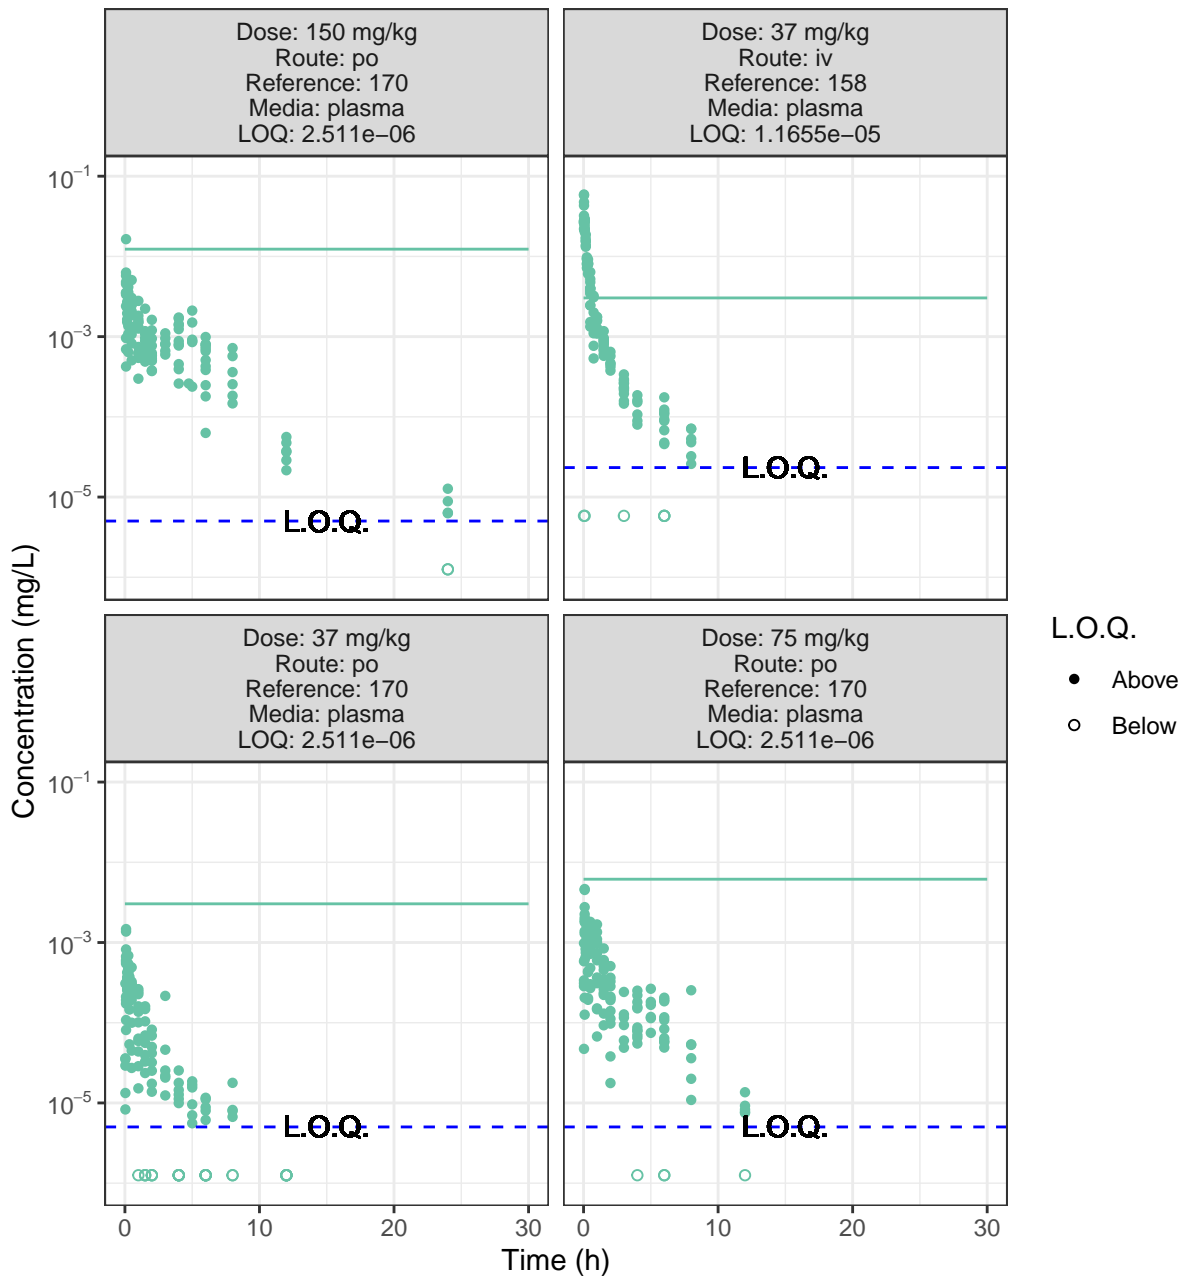 Dose: 150 mg/kg
Route: po
Reference: 170
Media: plasma
LOQ: 2.511e−06
Dose: 37 mg/kg
Route: iv
Reference: 158
Media: plasma
LOQ: 1.1655e−05
10−1
10−3
10−5
L.O.Q.
L.O.Q.
Concentration (mg/L)
Dose: 37 mg/kg
Route: po
Reference: 170
Media: plasma
LOQ: 2.511e−06
Dose: 75 mg/kg
Route: po
Reference: 170
Media: plasma
LOQ: 2.511e−06
10−1
10−3
10−5
L.O.Q.
L.O.Q.
0 10 20 30
0 10 20 30
Time (h)
L.O.Q.
Above
Below